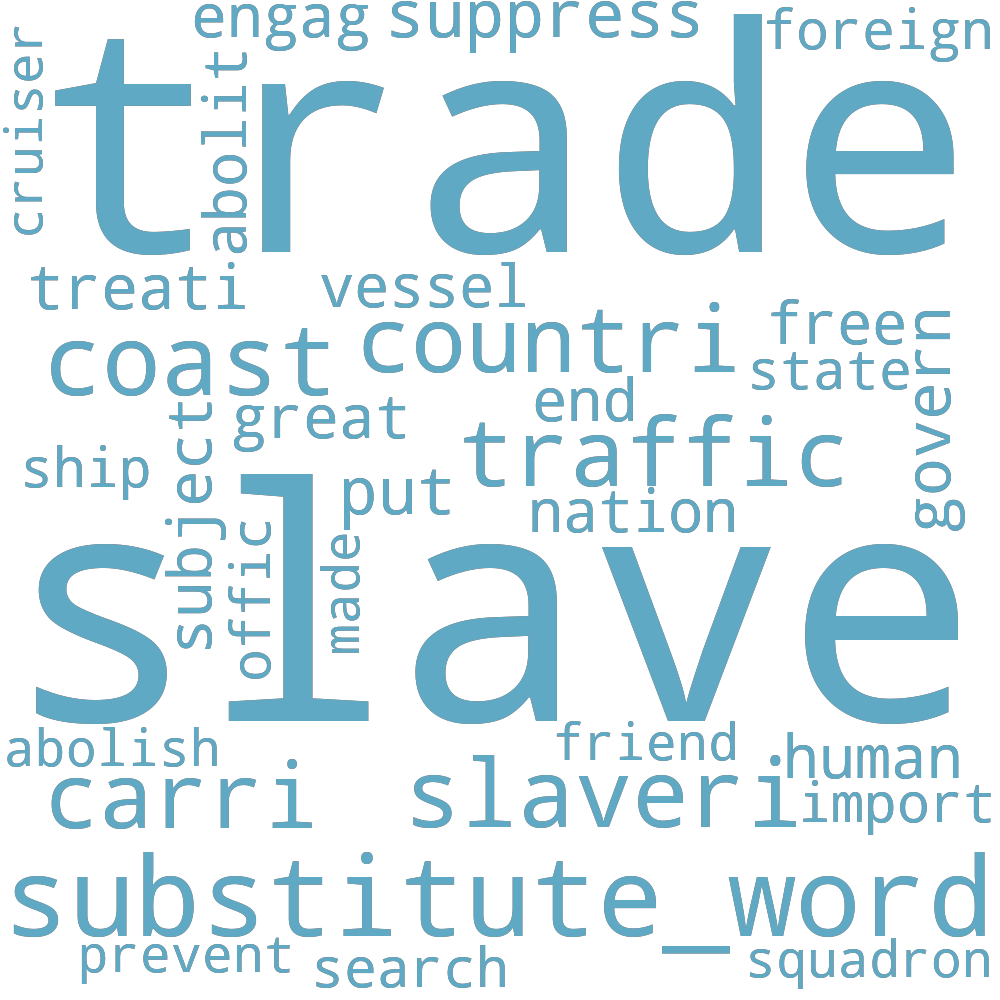 engag suppress foreign
cruiser
abolit
trade
treati vessel
coast countri freen
state
govern
great end
subject
traffic
ship put
nation
offic
made
slave
abolish friend human
carri slaveri import
substitute_word
prevent search squadron